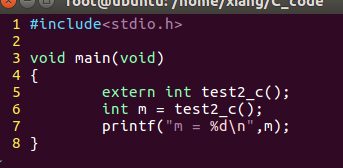 root@ubuntu: /home/xiang/C_code
1 #include<stdio.h>
2
3 void main(void)
4 {
5         extern int test2_c();
6         int m = test2_c();
7         printf("m = %d\n",m);
8 }